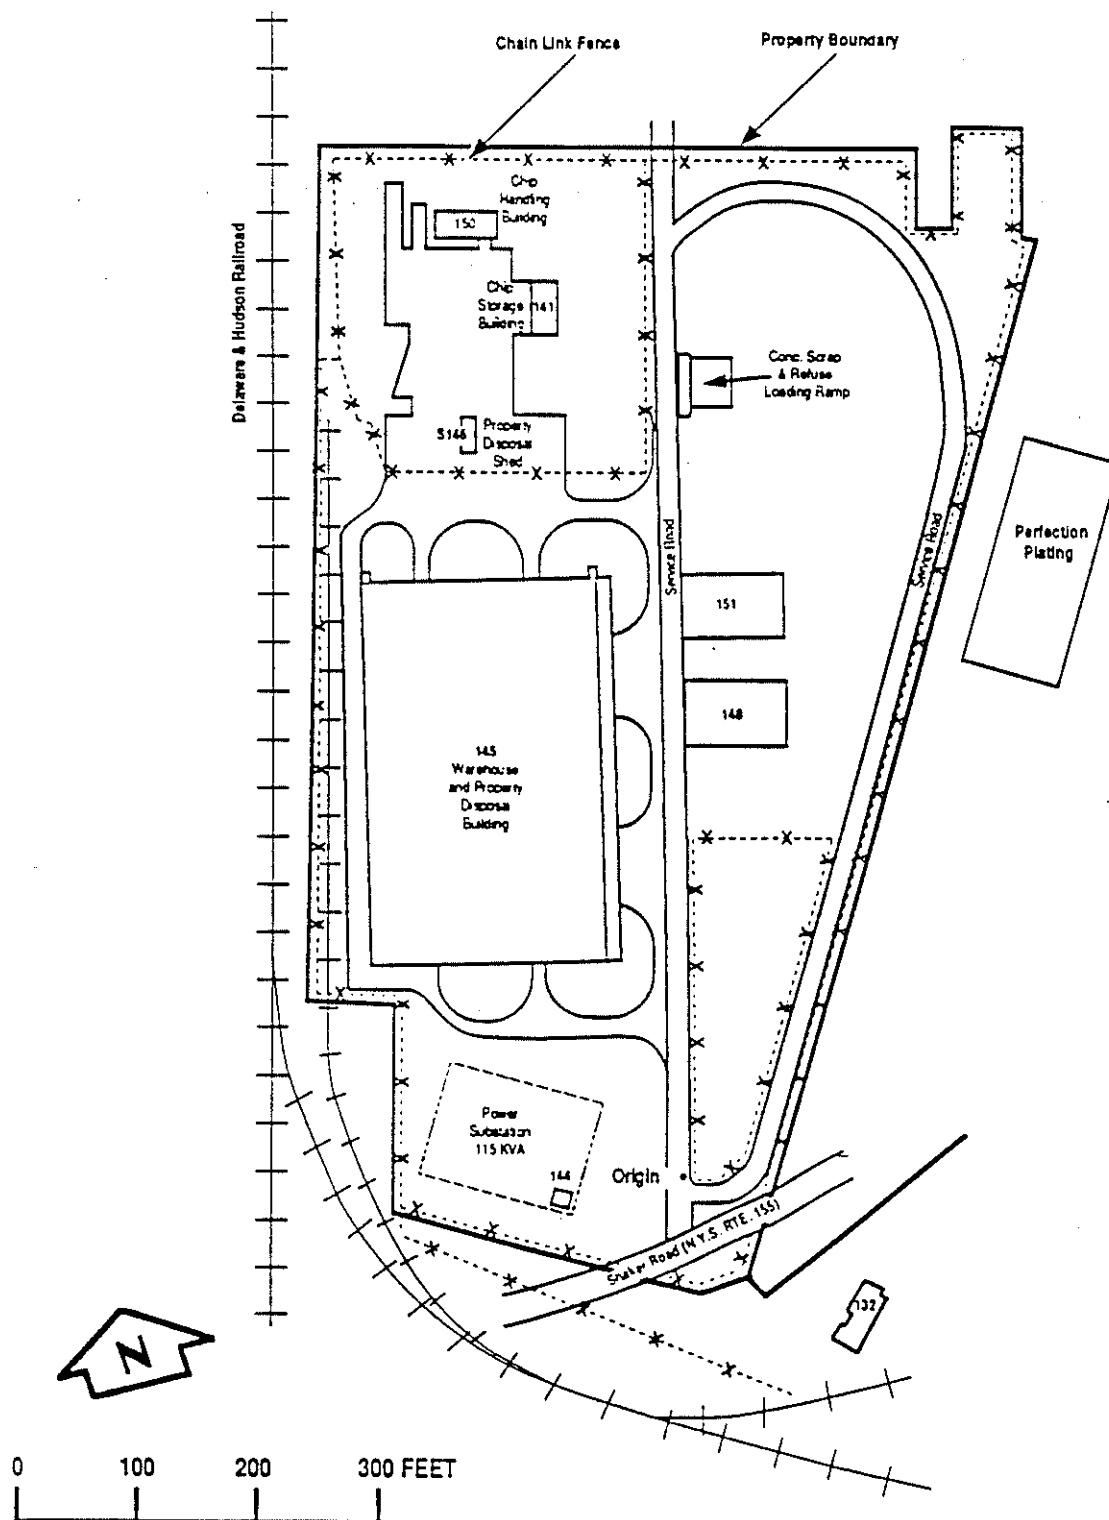 Chain Link Fence
Property Boundary
Delaware & Hudson Railroad
Chip
Handling
Building
150
Chip
Storage
Building
141
Conc. Scrap
& Refuse
Loading Ramp
S146
Property
Disposal
Shed
Service Road
Service Road
Perfection
Plating
151
148
145
Warehouse
and Property
Disposal
Building
Power
Substation
115 KVA
144
Origin
Shaker Road (N.Y.S. RTE. 155)
132
N
0 100 200 300 FEET